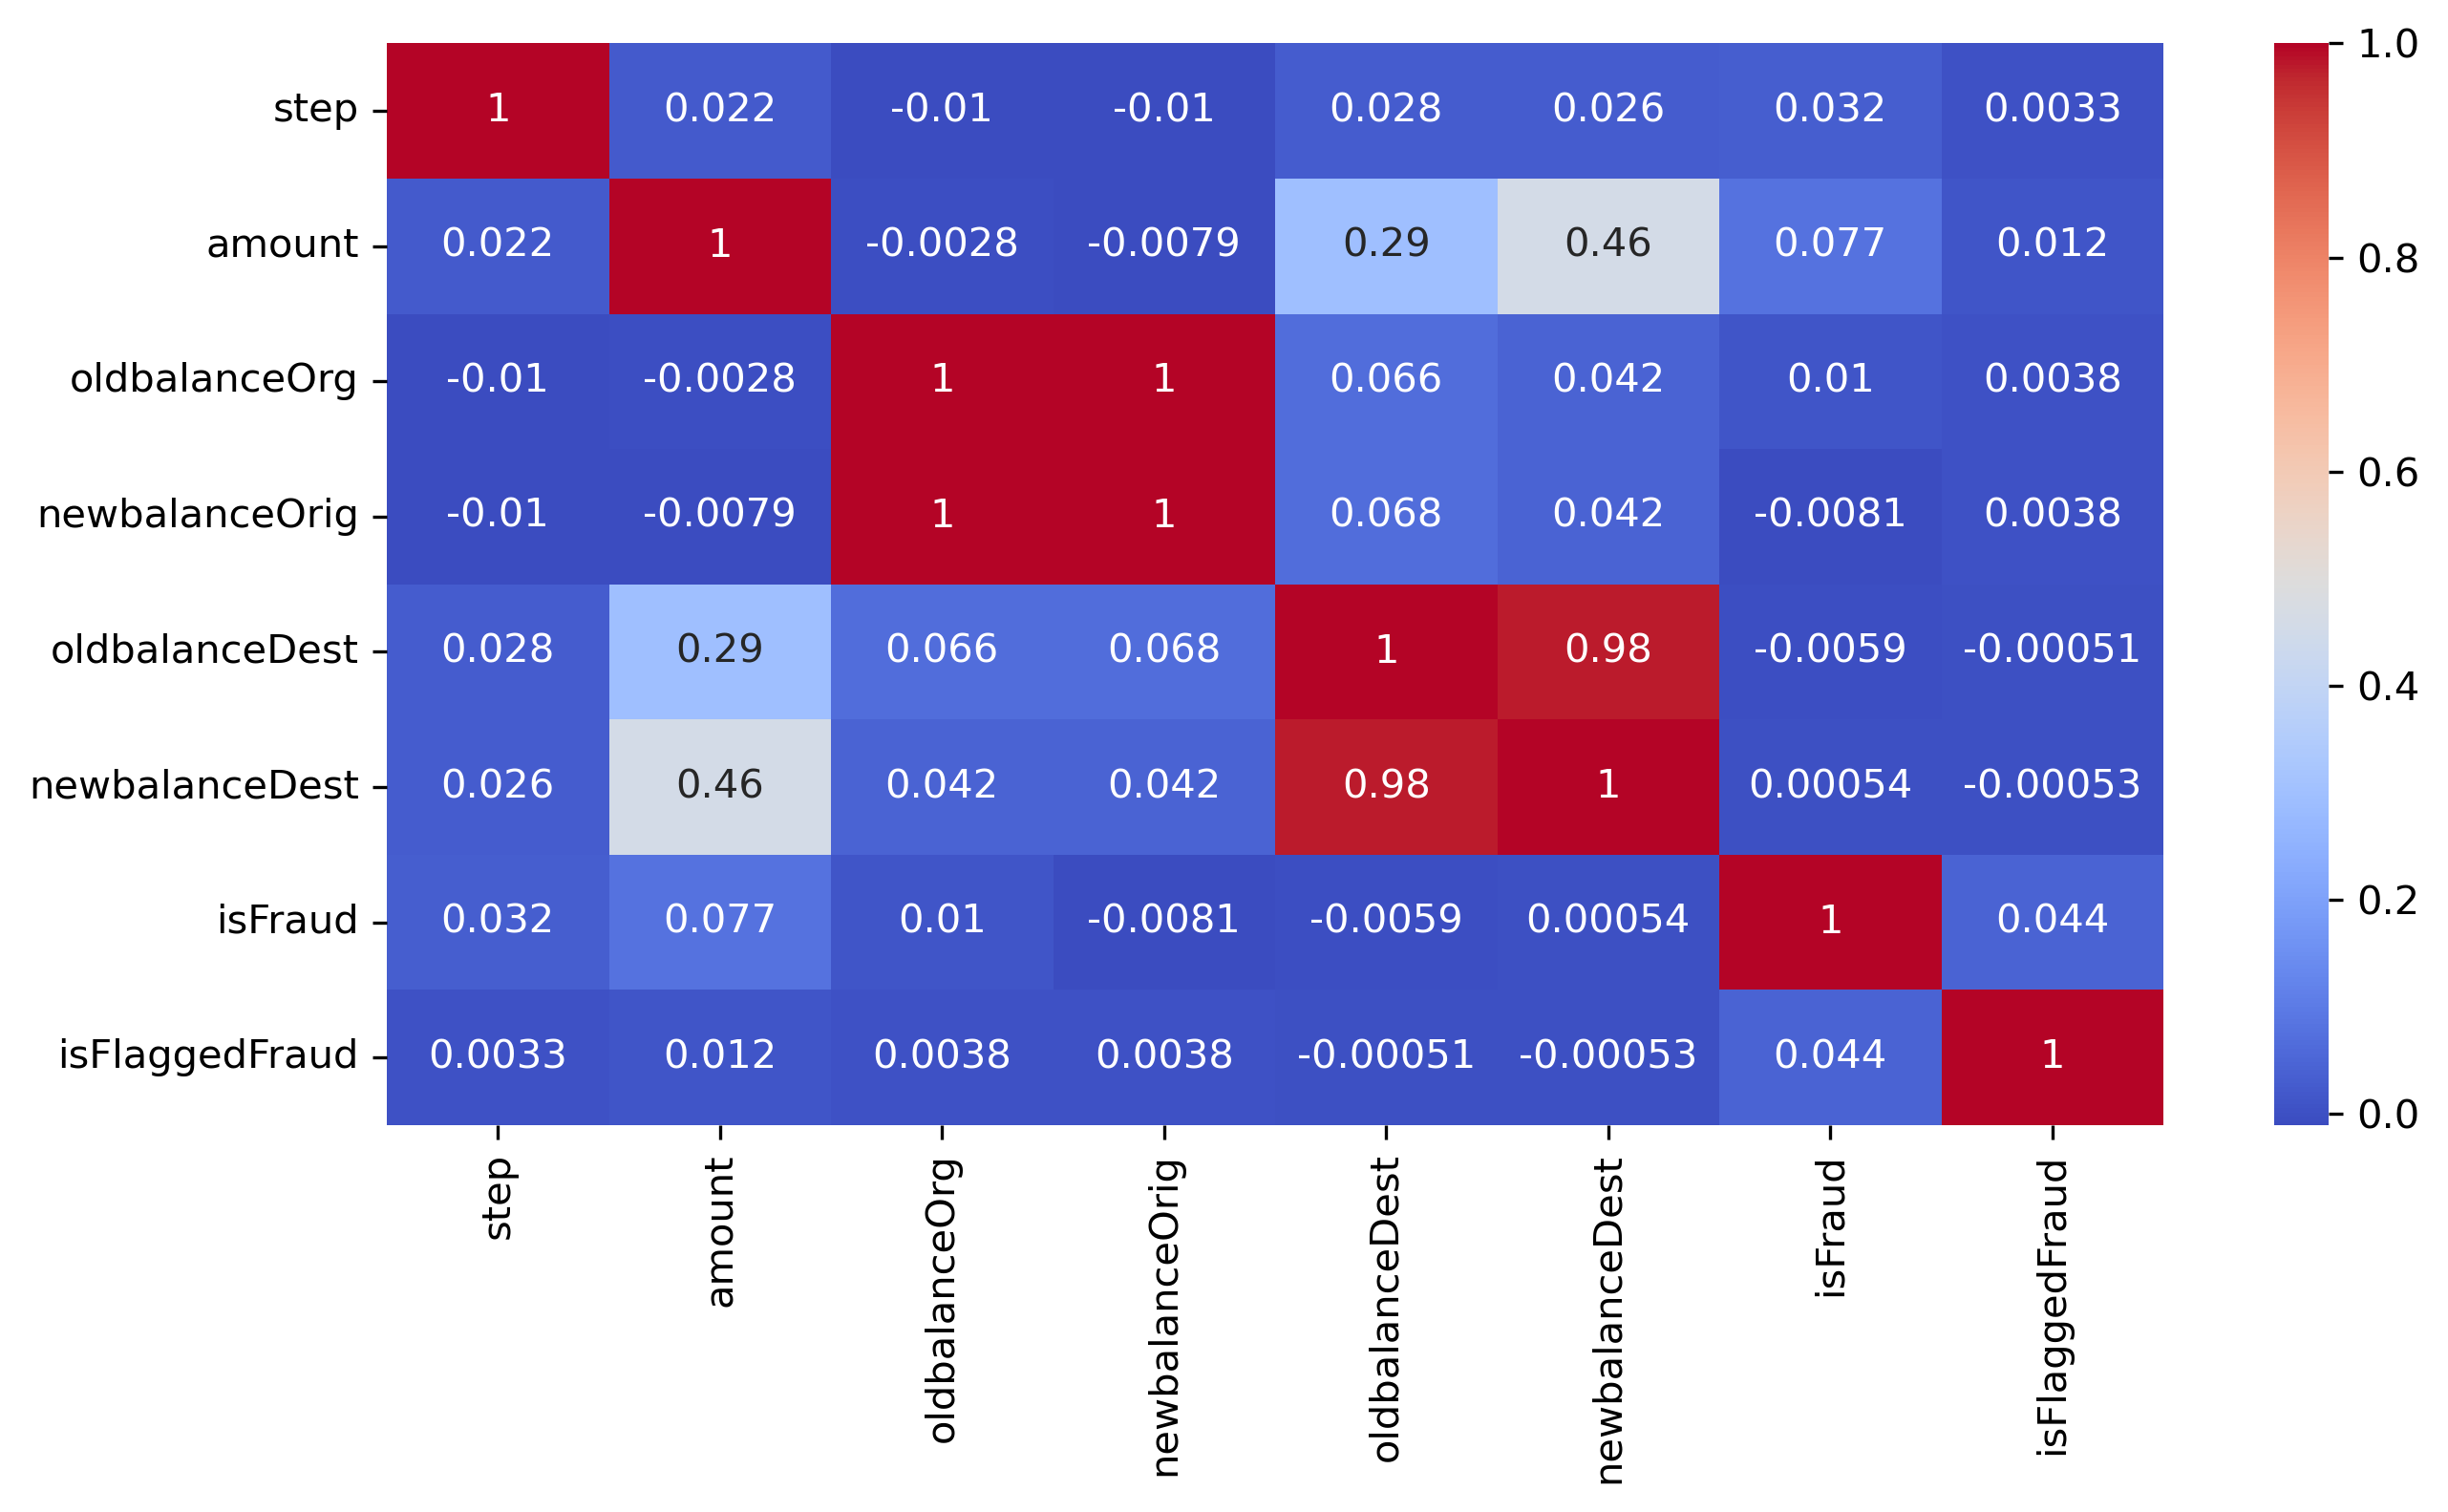 step 1 0.022 -0.01 -0.01 0.028 0.026 0.032 0.0033
amount 0.022 1 -0.0028 -0.0079 0.29 0.46 0.077 0.012
oldbalanceOrg -0.01 -0.0028 1 1 0.066 0.042 0.01 0.0038
newbalanceOrig -0.01 -0.0079 1 1 0.068 0.042 -0.0081 0.0038
oldbalanceDest 0.028 0.29 0.066 0.068 1 0.98 -0.0059 -0.00051
newbalanceDest 0.026 0.46 0.042 0.042 0.98 1 0.00054 -0.00053
isFraud 0.032 0.077 0.01 -0.0081 -0.0059 0.00054 1 0.044
isFlaggedFraud 0.0033 0.012 0.0038 0.0038 -0.00051 -0.00053 0.044 1
step
amount
oldbalanceOrg
newbalanceOrig
oldbalanceDest
newbalanceDest
isFraud
isFlaggedFraud
1.0
0.8
0.6
0.4
0.2
0.0